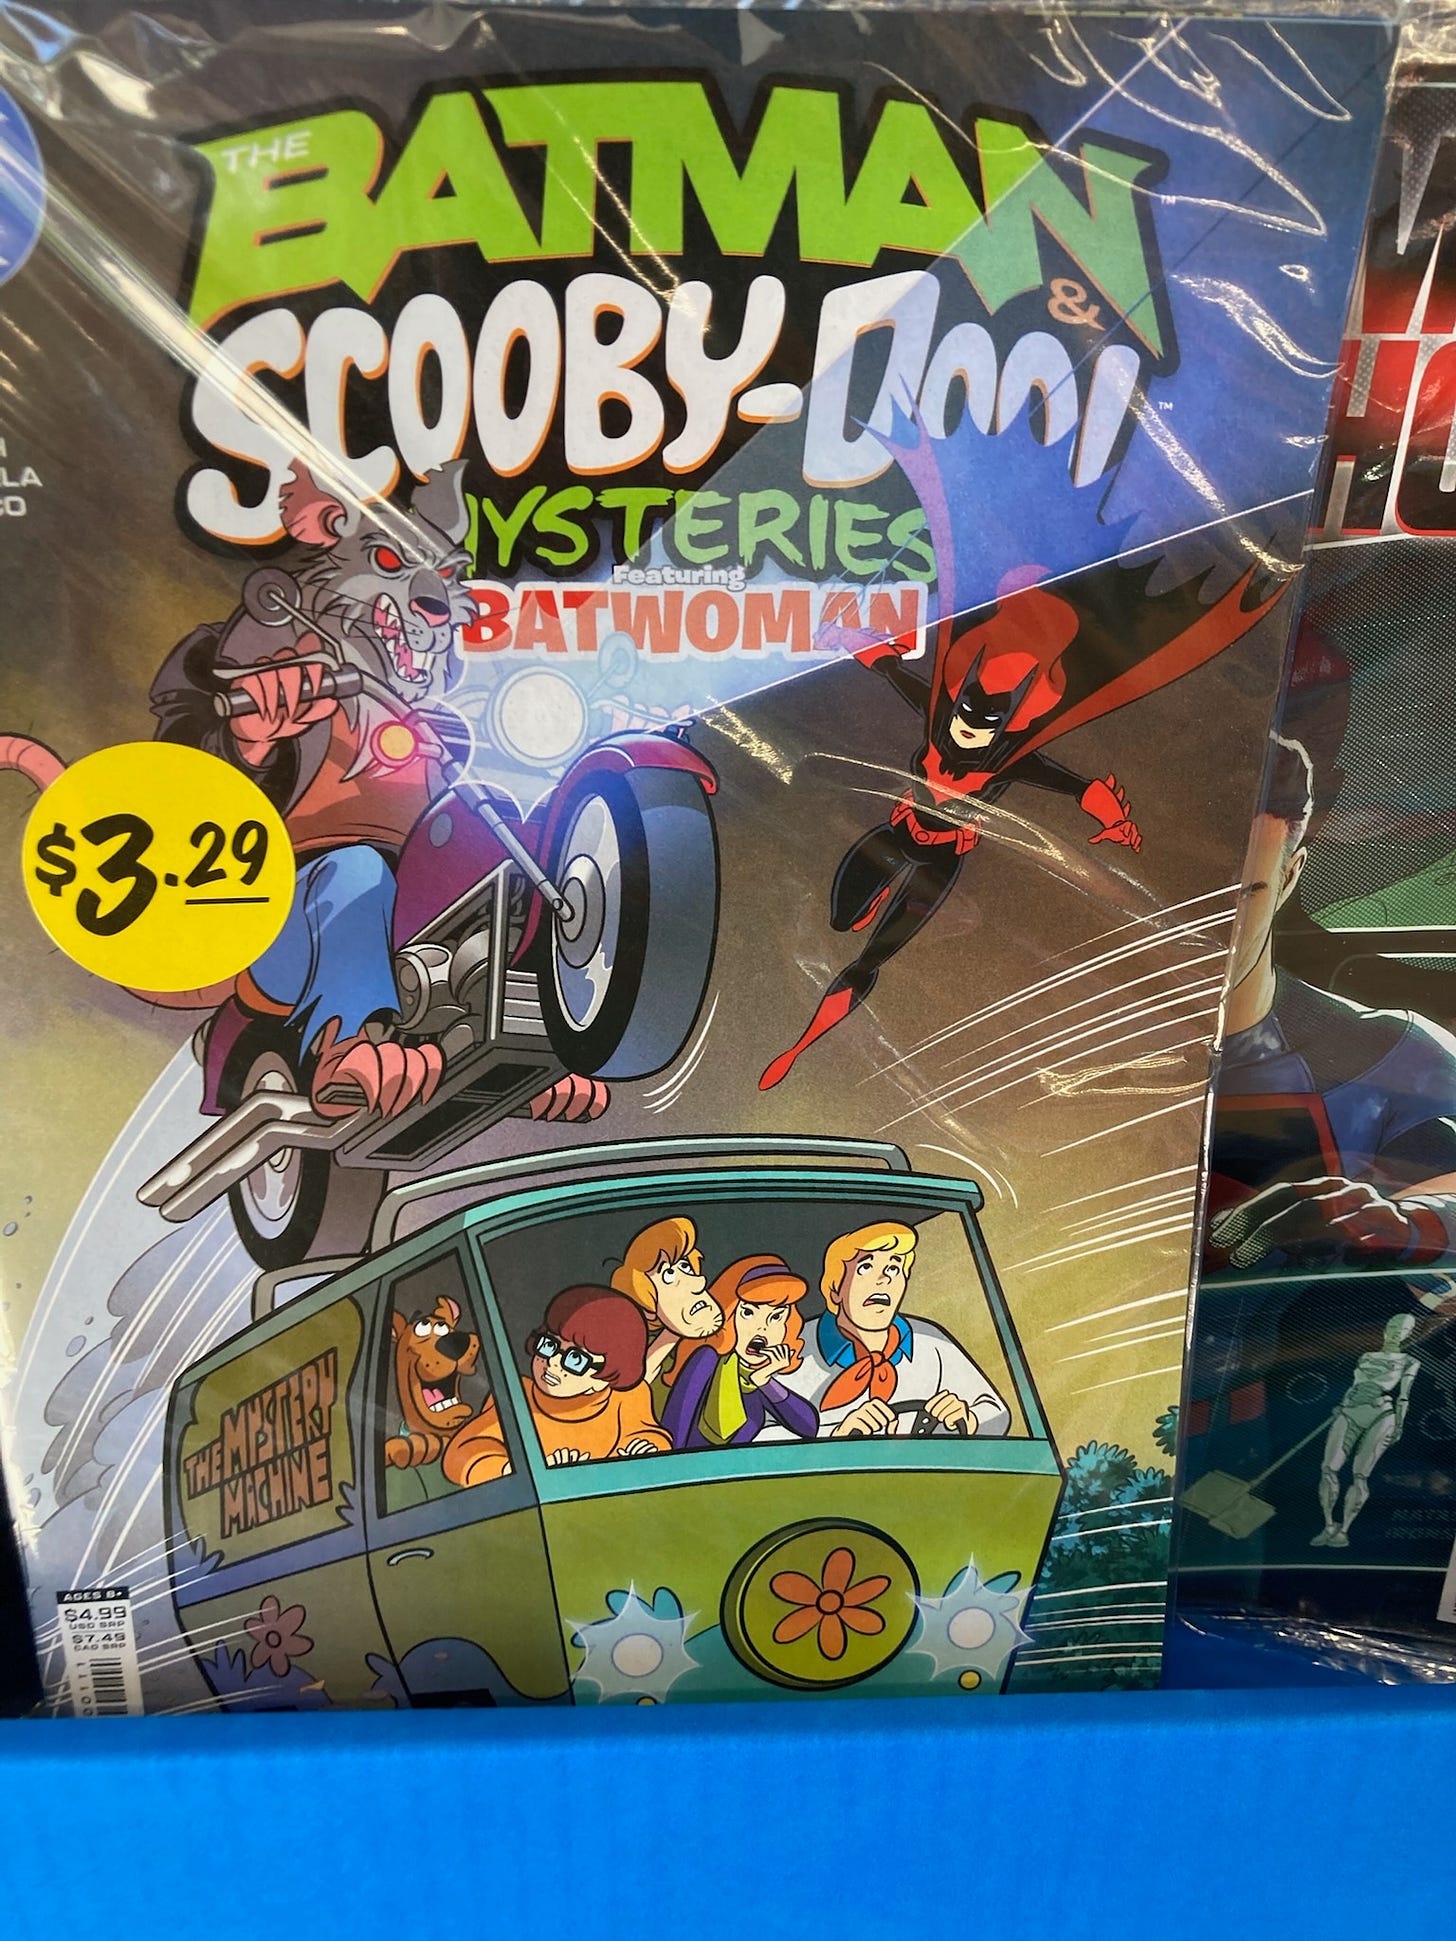 THE
BATMAN
&
SCOOBY-DOO!
MYSTERIES
Featuring
BATWOMAN
$3.29
THE MYSTERY
MACHINE
AGES 8+
$4.99
USD SRP
$7.49
CAD SRP